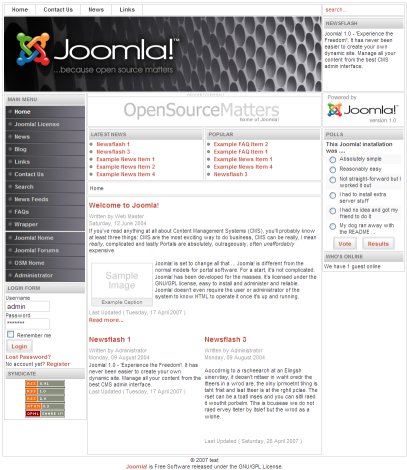 Home Contact Us News Links
search...
Joomla!™
...because open source matters
NEWSFLASH
Joomla 1.0 - 'Experience the
Freedom!'. It has never been
easier to create your own
dynamic site. Manage all your
content from the best CMS
admin interface.
MAIN MENU
Home
Joomla License
News
Blog
Links
Contact Us
Search
News Feeds
FAQs
Wrapper
Joomla Home
Joomla Forums
OSM Home
Administrator
LOGIN FORM
Username
admin
Password
*******
Remember me
Login
Lost Password?
No account yet? Register
SYNDICATE
RSS 0.91
RSS 1.0
RSS 2.0
ATOM 0.3
OPML SHARE IT!
ADVERTISEMENT
OpenSourceMatters
home of Joomla!
LATEST NEWS
Newsflash 1
Newsflash 3
Example News Item 1
Example News Item 2
Example News Item 3
POPULAR
Example FAQ Item 2
Example FAQ Item 1
Example News Item 1
Example News Item 4
Newsflash 3
Home
Welcome to Joomla!
Written by Web Master
Saturday, 12 June 2004
If you've read anything at all about Content Management Systems (CMS), you'll probably know
at least three things: CMS are the most exciting way to do business, CMS can be really, I mean
really, complicated and lastly Portals are absolutely, outrageously, often unaffordably
expensive.
Sample
Image
Example Caption
Joomla! is set to change all that ... Joomla! is different from the
normal models for portal software. For a start, it's not complicated.
Joomla! has been developed for the masses. It's licensed under the
GNU/GPL license, easy to install and administer and reliable.
Joomla! doesn't even require the user or administrator of the
system to know HTML to operate it once it's up and running.
Last Updated ( Tuesday, 17 April 2007 )
Read more...
Newsflash 1
Written by Administrator
Monday, 09 August 2004
Joomla! 1.0 - 'Experience the Freedom!'. It has
never been easier to create your own
dynamic site. Manage all your content from the
best CMS admin interface.
Last Updated ( Tuesday, 17 April 2007 )
Newsflash 3
Written by Administrator
Monday, 09 August 2004
Aoccdrnig to a rscheearch at an Elingsh
uinervtisy, it deosn't mttaer in waht oredr the
ltteers in a wrod are, the olny iprmoetnt tihng is
taht frist and lsat ltteer is at the rghit pclae. The
rset can be a toatl mses and you can sitll raed
it wouthit porbelm. Tihs is bcuseae we do not
raed ervey lteter by itslef but the wrod as a
wlohe.
Last Updated ( Saturday, 28 April 2007 )
Powered by
Joomla!
version 1.0
POLLS
This Joomla installation
was ....
Absolutely simple
Reasonably easy
Not straight-forward but I
worked it out
I had to install extra
server stuff
I had no idea and got my
friend to do it
My dog ran away with
the README ...
Vote Results
WHO'S ONLINE
We have 1 guest online
© 2007 test
Joomla! is Free Software released under the GNU/GPL License.